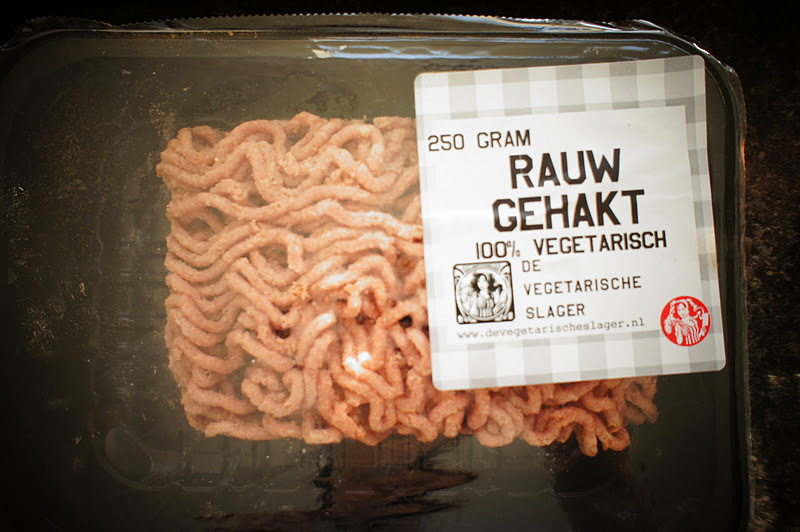 250 GRAM
RAUW
GEHAKT
100% VEGETARISCH
DE
VEGETARISCHE
SLAGER
www.devegetarischeslager.nl